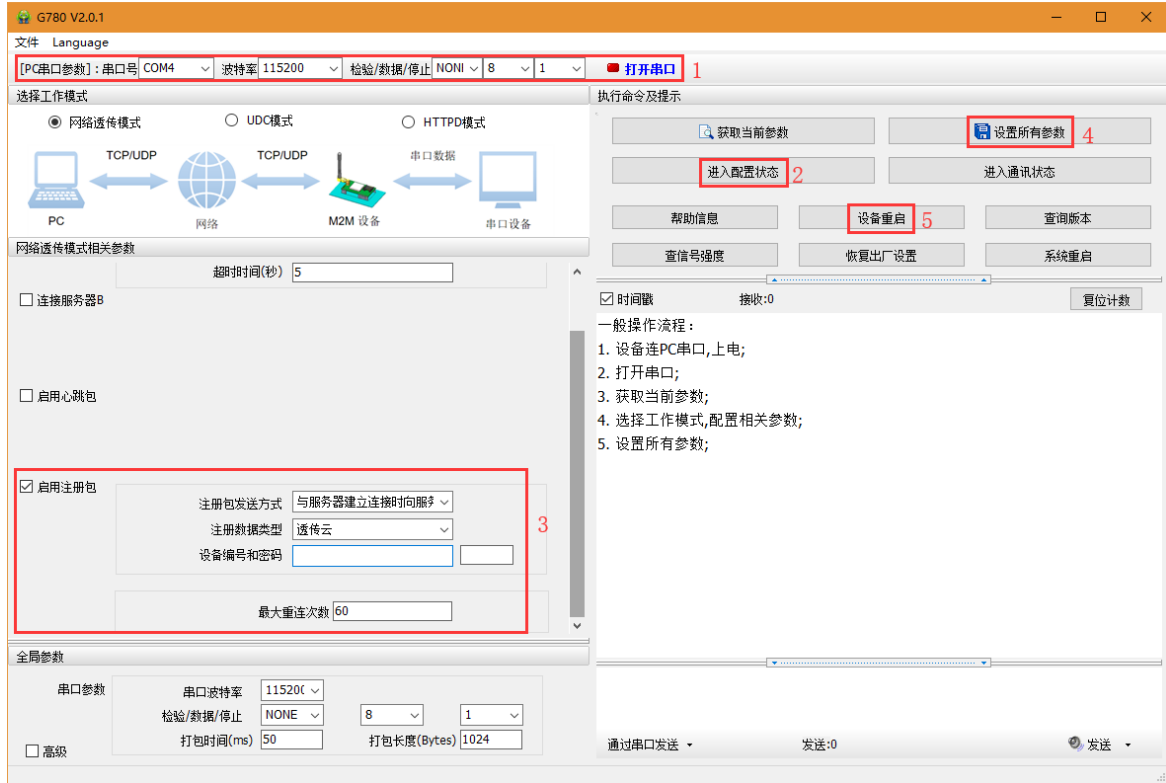 G780 V2.0.1
文件 Language
[PC串口参数]：串口号 COM4 波特率 115200 检验/数据/停止 NONI 8 1 打开串口 1
选择工作模式
网络透传模式 UDC模式 HTTPD模式
TCP/UDP TCP/UDP 串口数据
PC 网络 M2M 设备 串口设备
网络透传模式相关参数
超时时间(秒) 5
连接服务器B
启用心跳包
启用注册包
注册包发送方式 与服务器建立连接时向服务
注册数据类型 透传云
设备编号和密码
3
最大重连次数 60
全局参数
串口参数 串口波特率 11520(
检验/数据/停止 NONE 8 1
打包时间(ms) 50 打包长度(Bytes) 1024
高级
执行命令及提示
获取当前参数 设置所有参数 4
进入配置状态 2 进入通讯状态
帮助信息 设备重启 5 查询版本
查信号强度 恢复出厂设置 系统重启
时间戳 接收:0 复位计数
一般操作流程：
1. 设备连PC串口,上电;
2. 打开串口;
3. 获取当前参数;
4. 选择工作模式,配置相关参数;
5. 设置所有参数;
通过串口发送 发送:0 发送